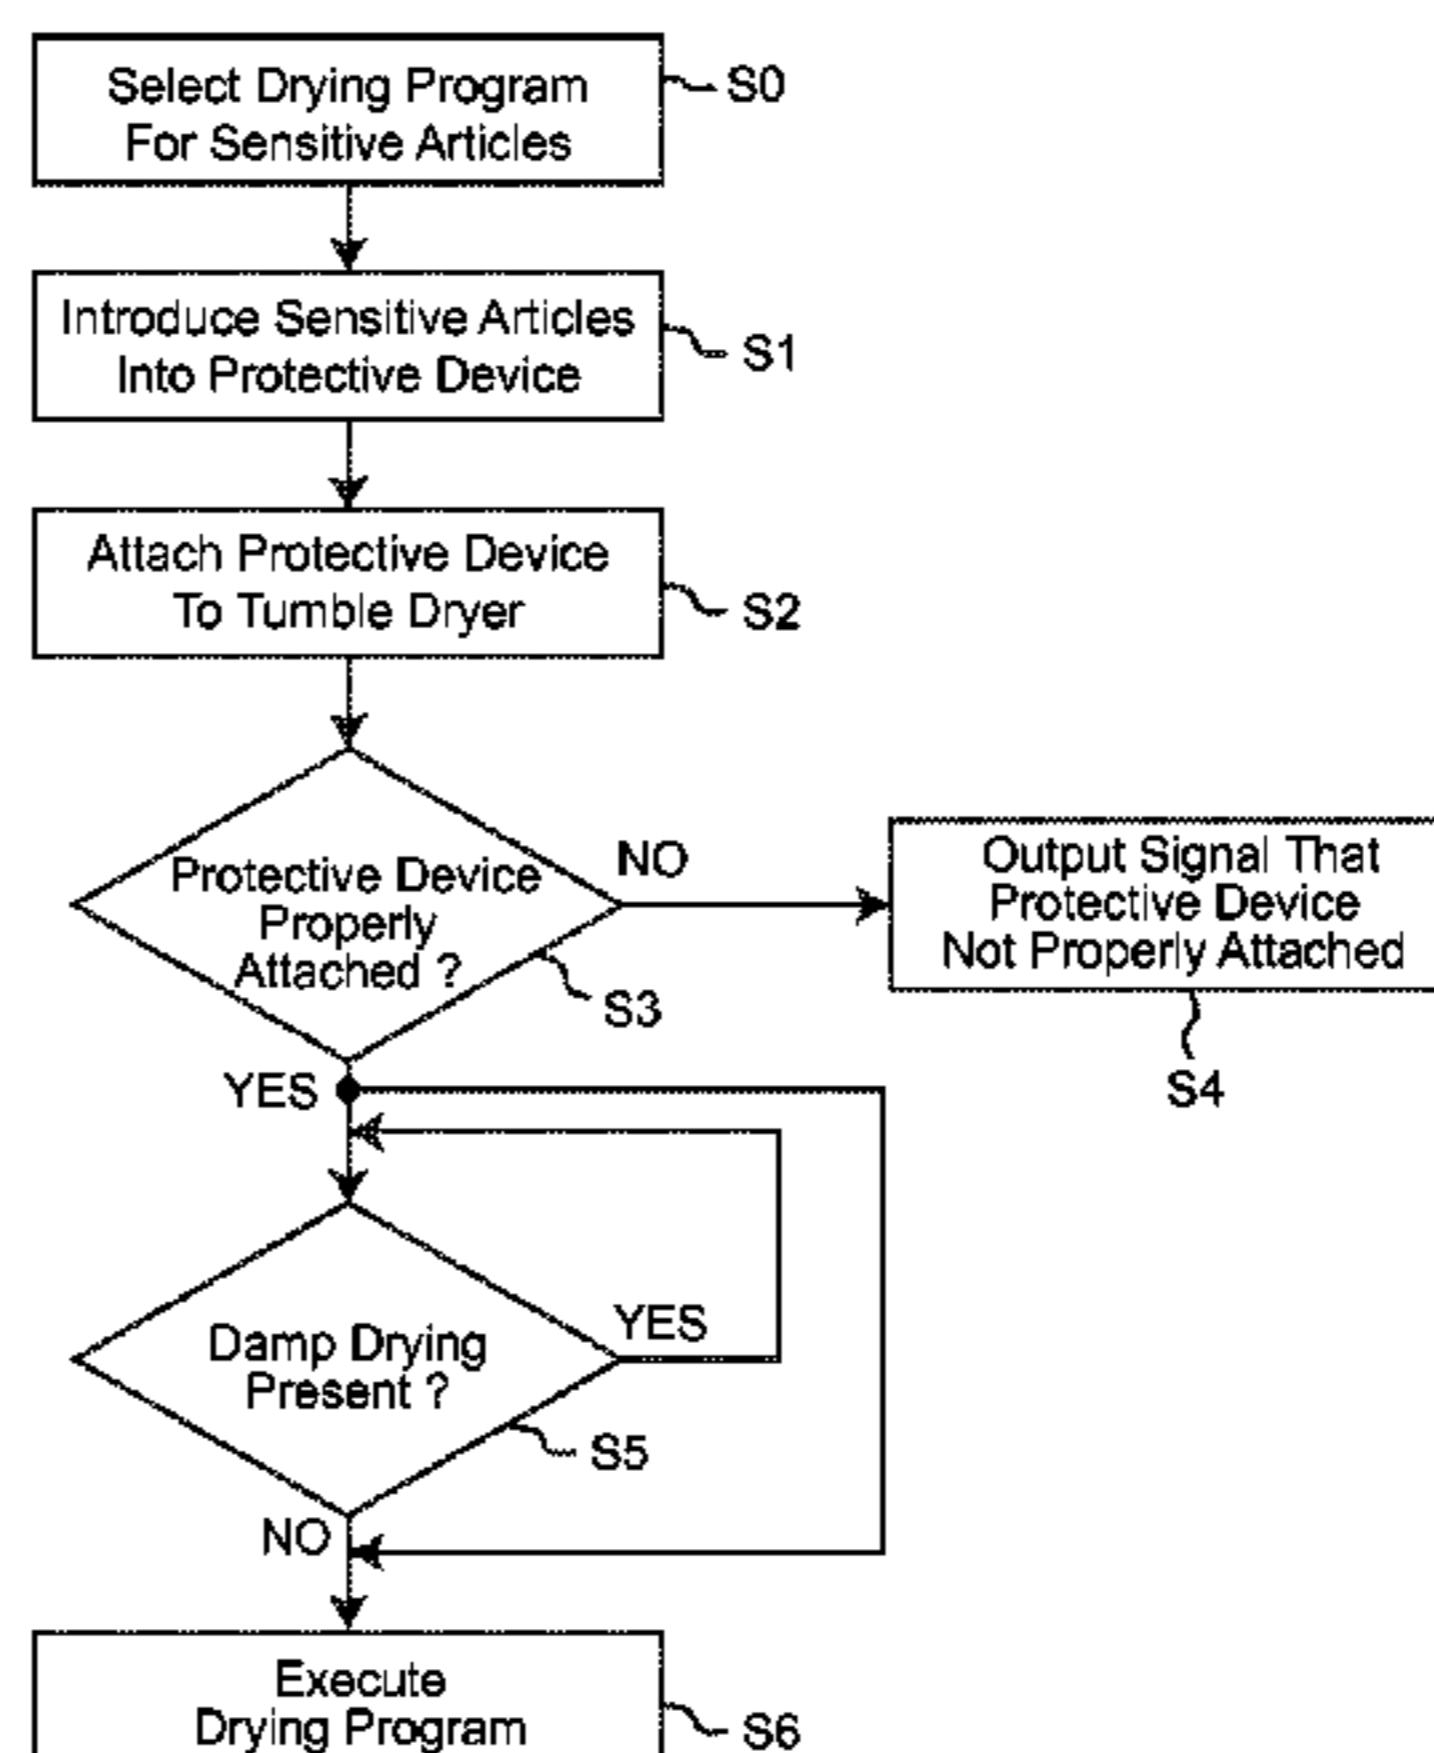 Select Drying Program
For Sensitive Articles
S0
Introduce Sensitive Articles
Into Protective Device
S1
Attach Protective Device
To Tumble Dryer
S2
Protective Device
Properly
Attached ?
S3
NO
Output Signal That
Protective Device
Not Properly Attached
S4
YES
Damp Drying
Present ?
YES
S5
NO
Execute
Drying Program
S6